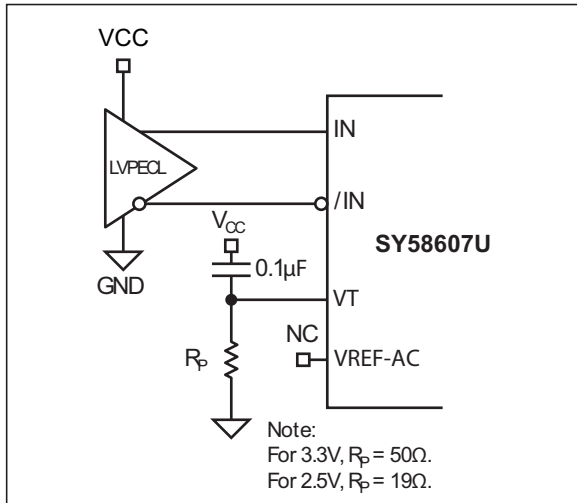 VCC
LVPECL
IN
/IN
SY58607U
VCC
0.1µF
GND
VT
NC
VREF-AC
RP
Note:
For 3.3V, RP = 50Ω.
For 2.5V, RP = 19Ω.